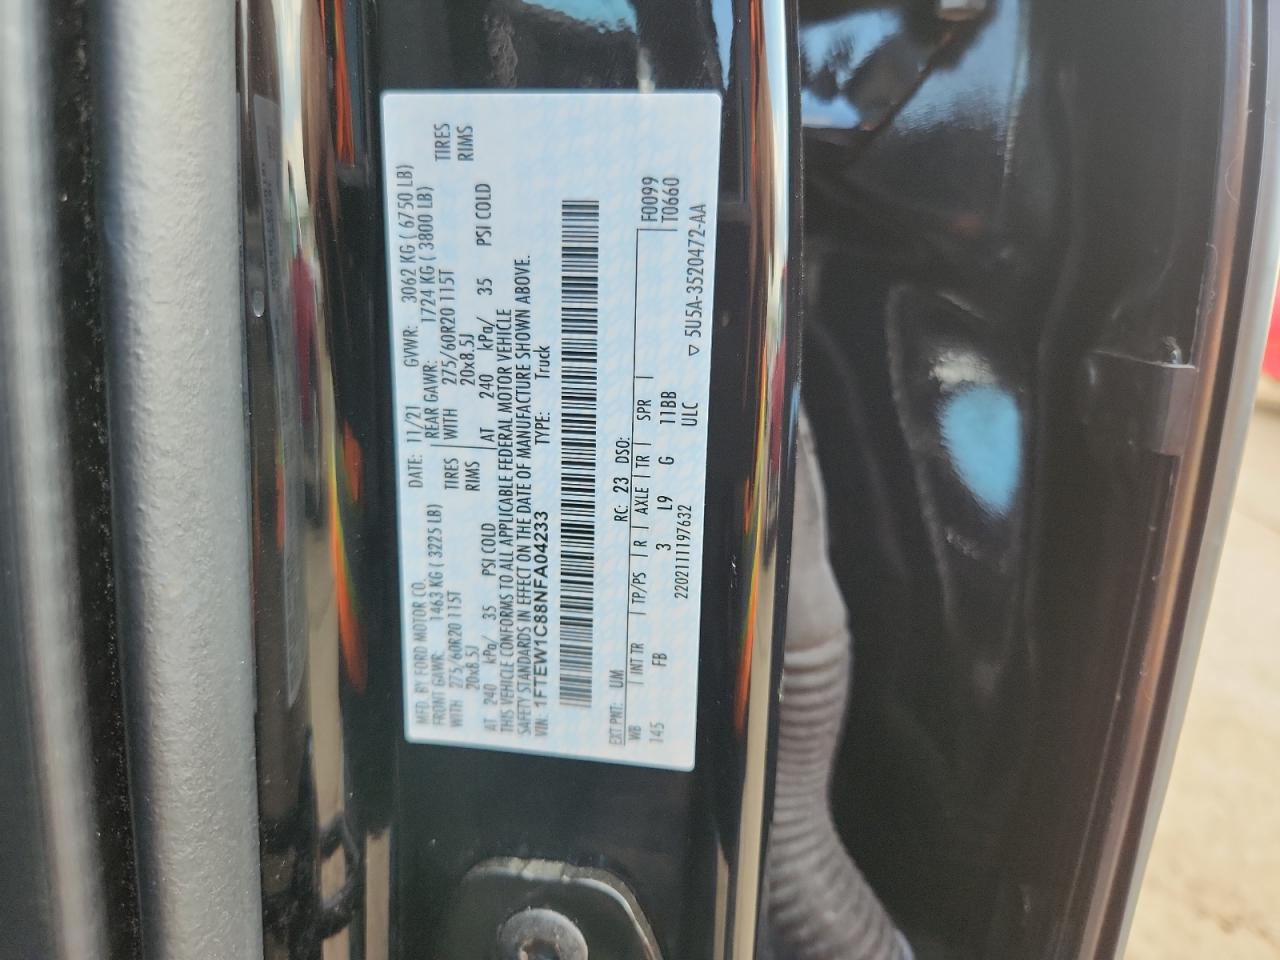 MFD. BY FORD MOTOR CO. DATE: 11/21 GVWR: 3062 KG ( 6750 LB)
FRONT GAWR: 1463 KG ( 3225 LB) REAR GAWR: 1724 KG ( 3800 LB)
WITH 275/60R20 115T TIRES WITH 275/60R20 115T TIRES
20x8.5J RIMS 20x8.5J RIMS
AT 240 kPa/ 35 PSI COLD AT 240 kPa/ 35 PSI COLD
THIS VEHICLE CONFORMS TO ALL APPLICABLE FEDERAL MOTOR VEHICLE
SAFETY STANDARDS IN EFFECT ON THE DATE OF MANUFACTURE SHOWN ABOVE.
VIN: 1FTEW1C88NFA04233 TYPE: Truck
EXT PNT: UM RC: 23 DSO: F0099
WB INT TR TP/PS R AXLE TR SPR T0660
145 FB 3 L9 G 11BB
2202111197632 ULC ▽ 5U5A-3520472-AA